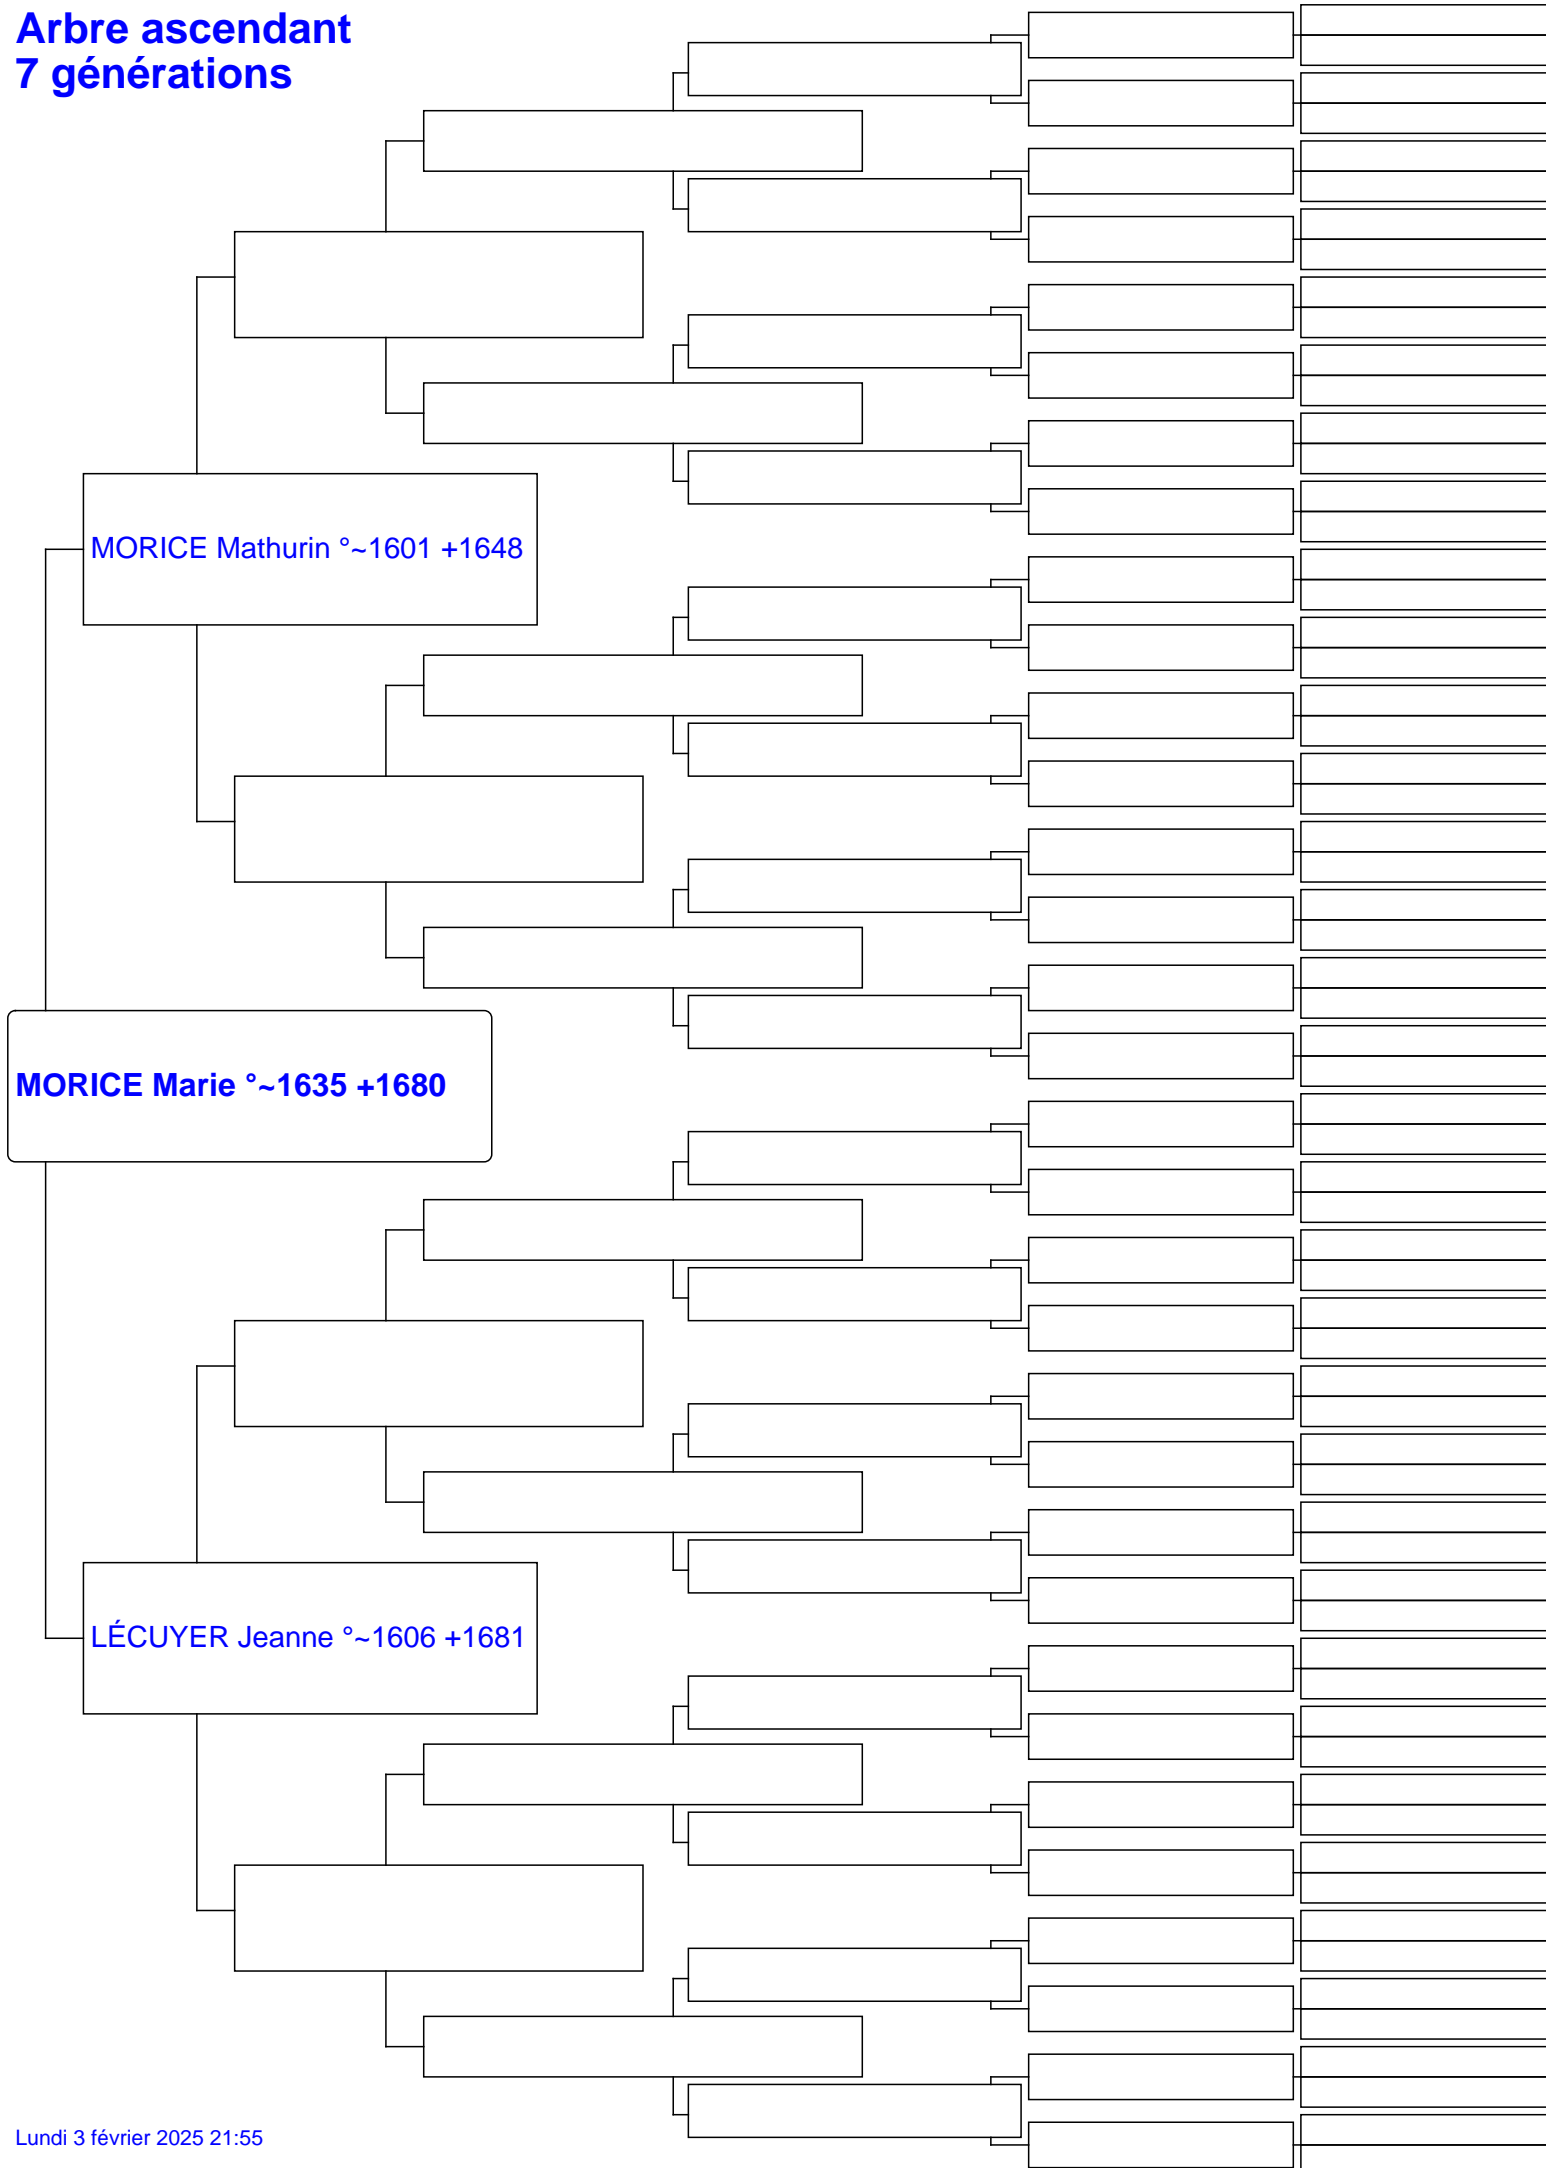 Arbre ascendant
7 générations
MORICE Mathurin °~1601 +1648
MORICE Marie °~1635 +1680
LÉCUYER Jeanne °~1606 +1681
Lundi 3 février 2025 21:55